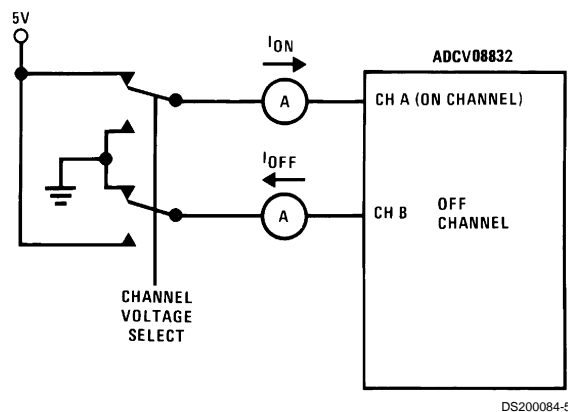 5V
ION
ADCV08832
A
CH A (ON CHANNEL)
IOFF
A
CH B
OFF
CHANNEL
CHANNEL
VOLTAGE
SELECT
DS200084-5